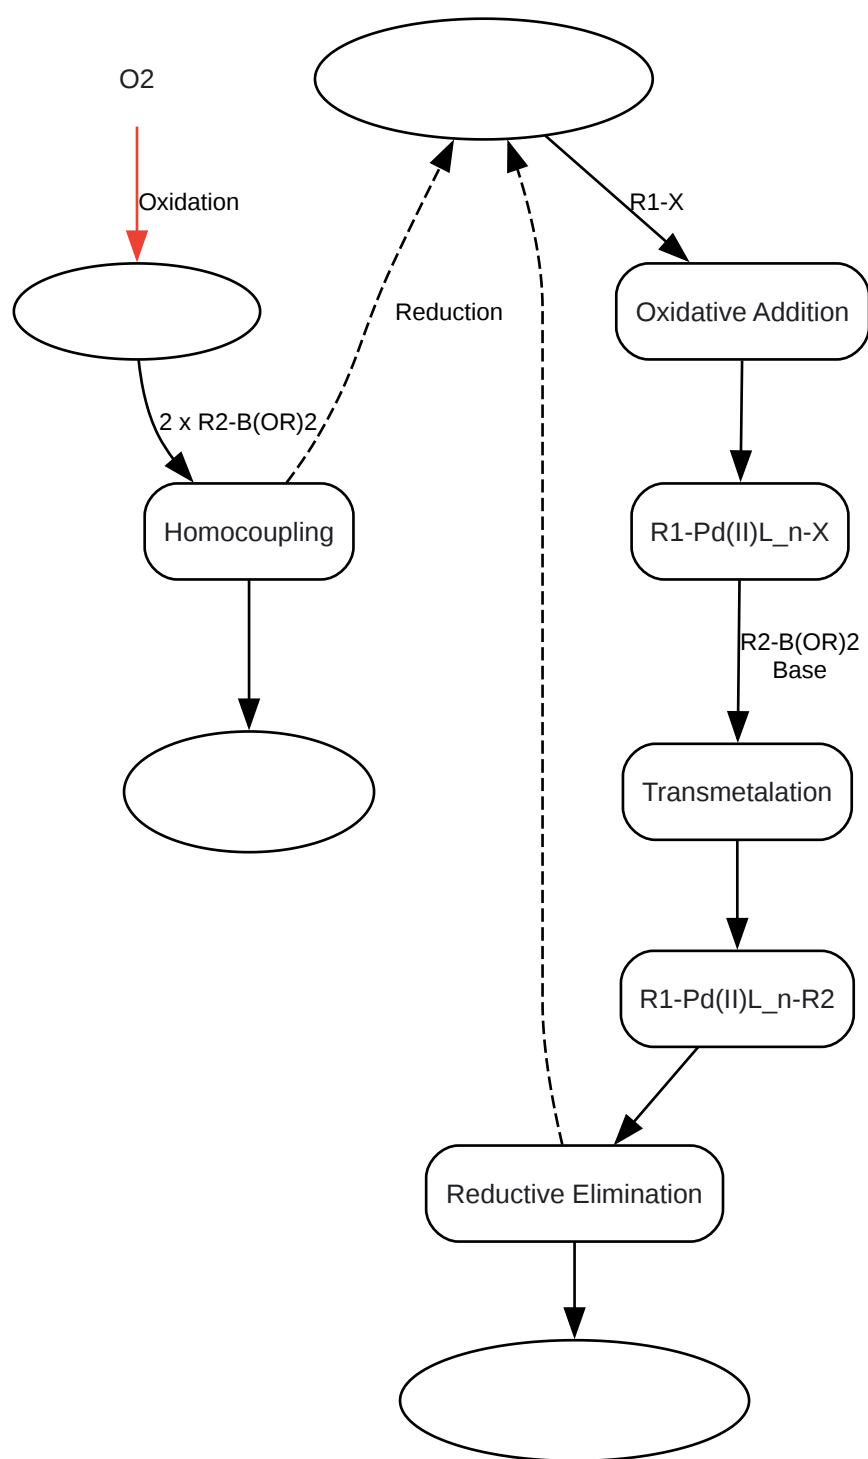 O2
Oxidation
R1-X
Reduction
Oxidative Addition
2 x R2-B(OR)2
Homocoupling
R1-Pd(II)L_n-X
R2-B(OR)2
Base
Transmetalation
R1-Pd(II)L_n-R2
Reductive Elimination